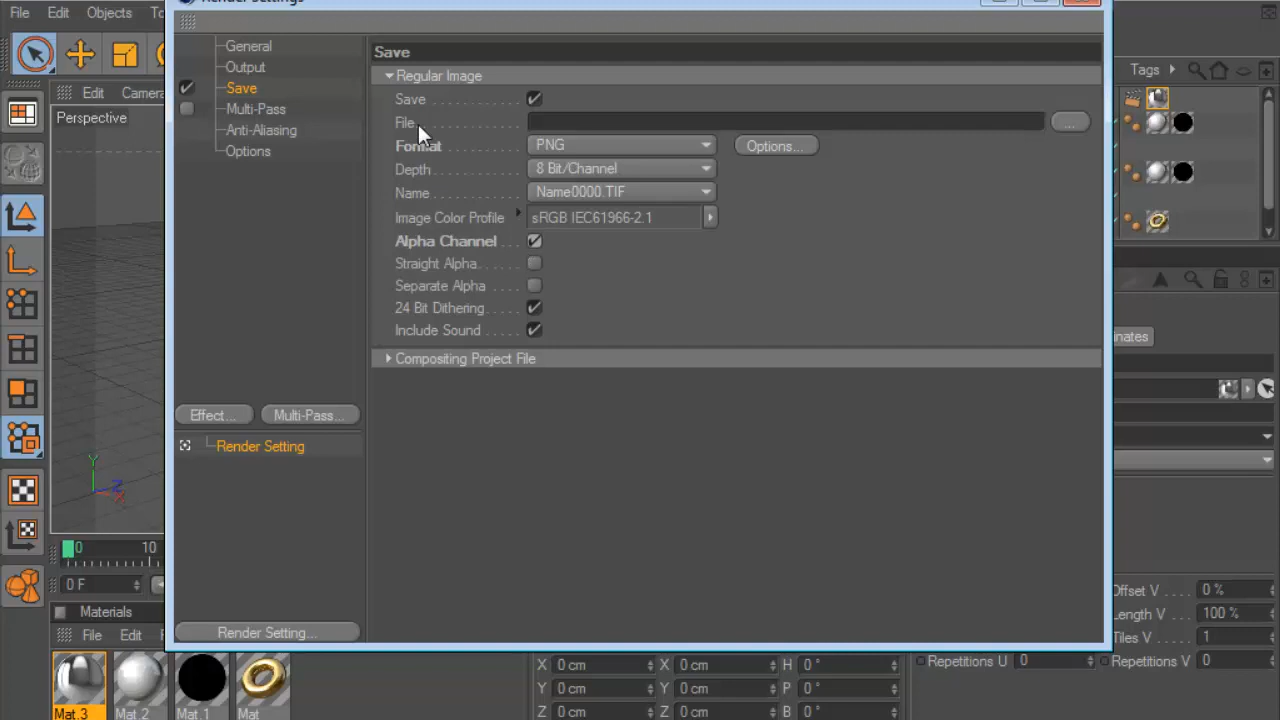 Render Settings
File Edit Objects To
Edit Camera
Perspective
General
Output
Save
Multi-Pass
Anti-Aliasing
Options
Effect...
Multi-Pass...
Render Setting
Render Setting...
Save
Regular Image
Save
File
Format PNG Options...
Depth 8 Bit/Channel
Name Name0000.TIF
Image Color Profile sRGB IEC61966-2.1
Alpha Channel
Straight Alpha
Separate Alpha
24 Bit Dithering
Include Sound
Compositing Project File
Tags
inates
Offset V 0 %
Length V 100 %
Tiles V 1
Repetitions U 0 Repetitions V 0
Y
Z
X
0 10
0 F
Materials
File Edit
Mat.3 Mat.2 Mat.1 Mat
X 0 cm X 0 cm H 0 °
Y 0 cm Y 0 cm P 0 °
Z 0 cm Z 0 cm B 0 °